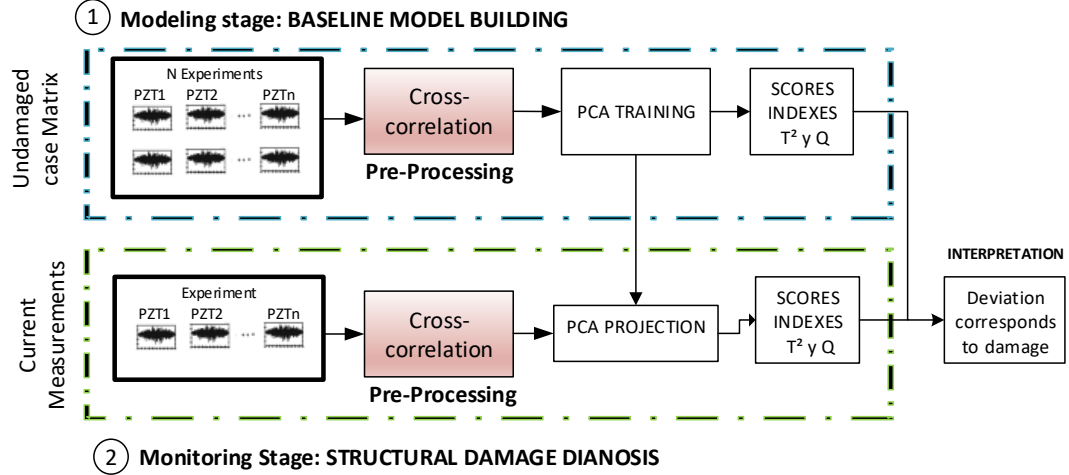 1 Modeling stage: BASELINE MODEL BUILDING
Undamaged
case Matrix
N Experiments
PZT1 PZT2 PZTn
Cross-
correlation
Pre-Processing
PCA TRAINING
SCORES
INDEXES
T² y Q
Current
Measurements
Experiment
PZT1 PZT2 PZTn
Cross-
correlation
Pre-Processing
PCA PROJECTION
SCORES
INDEXES
T² y Q
INTERPRETATION
Deviation
corresponds
to damage
2 Monitoring Stage: STRUCTURAL DAMAGE DIANOSIS